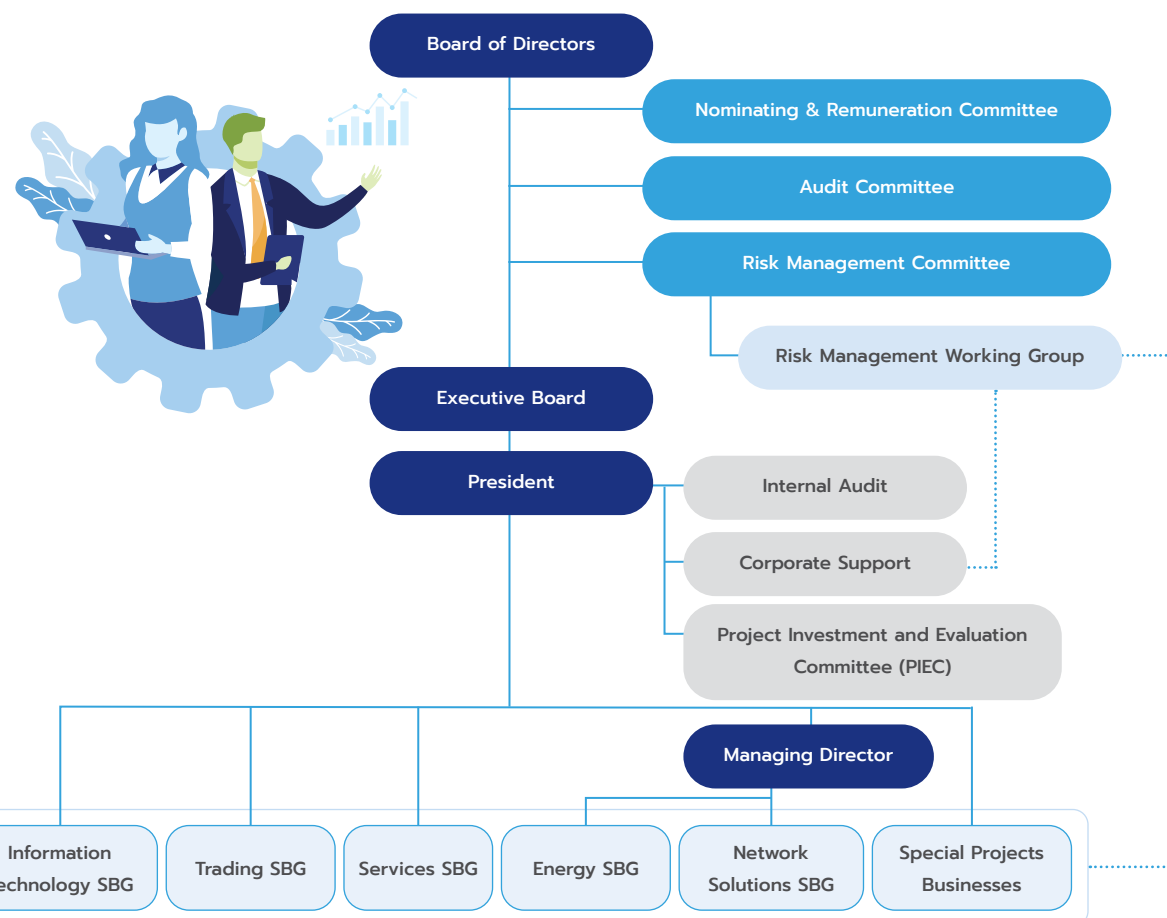 Board of Directors
Nominating & Remuneration Committee
Audit Committee
Risk Management Committee
Risk Management Working Group
Executive Board
President
Internal Audit
Corporate Support
Project Investment and Evaluation
Committee (PIEC)
Managing Director
Information
echnology SBG
Trading SBG
Services SBG
Energy SBG
Network
Solutions SBG
Special Projects
Businesses